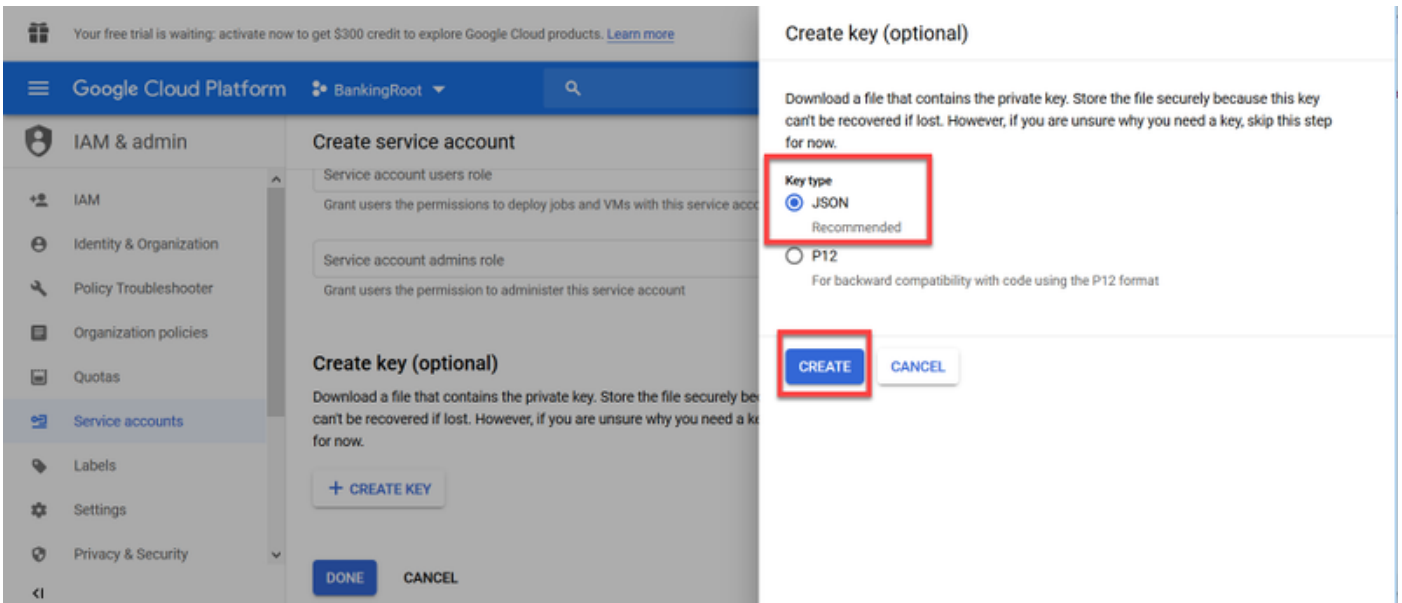 Your free trial is waiting: activate now to get $300 credit to explore Google Cloud products. Learn more
Google Cloud Platform
BankingRoot
IAM & admin
IAM
Identity & Organization
Policy Troubleshooter
Organization policies
Quotas
Service accounts
Labels
Settings
Privacy & Security
Create service account
Service account users role
Grant users the permissions to deploy jobs and VMs with this service acc
Service account admins role
Grant users the permission to administer this service account
Create key (optional)
Download a file that contains the private key. Store the file securely be
can't be recovered if lost. However, if you are unsure why you need a k
for now.
+ CREATE KEY
DONE
CANCEL
Create key (optional)
Download a file that contains the private key. Store the file securely because this key
can't be recovered if lost. However, if you are unsure why you need a key, skip this step
for now.
Key type
JSON
Recommended
P12
For backward compatibility with code using the P12 format
CREATE
CANCEL